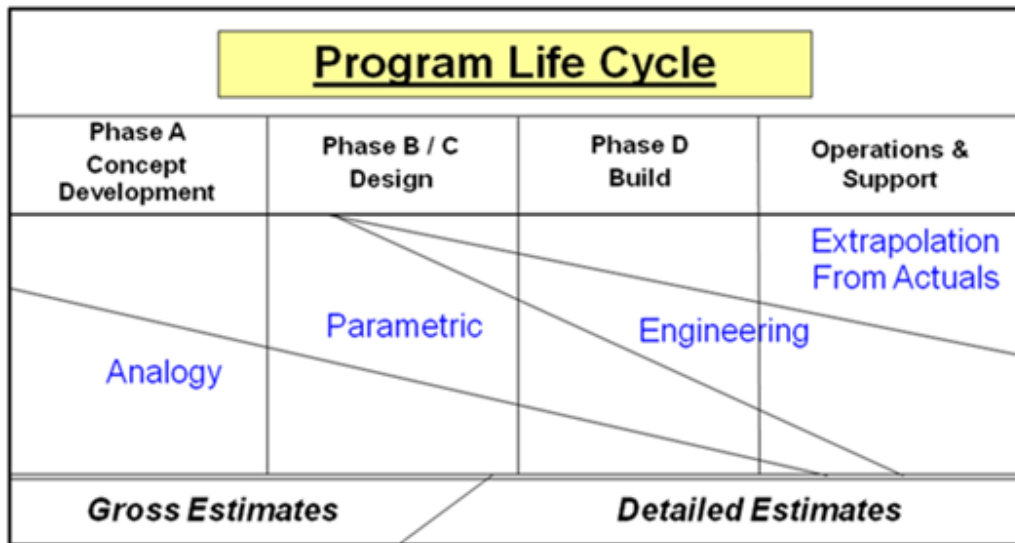 Program Life Cycle
Phase A
Concept
Development
Phase B / C
Design
Phase D
Build
Operations &
Support
Extrapolation
From Actuals
Parametric
Engineering
Analogy
Gross Estimates
Detailed Estimates